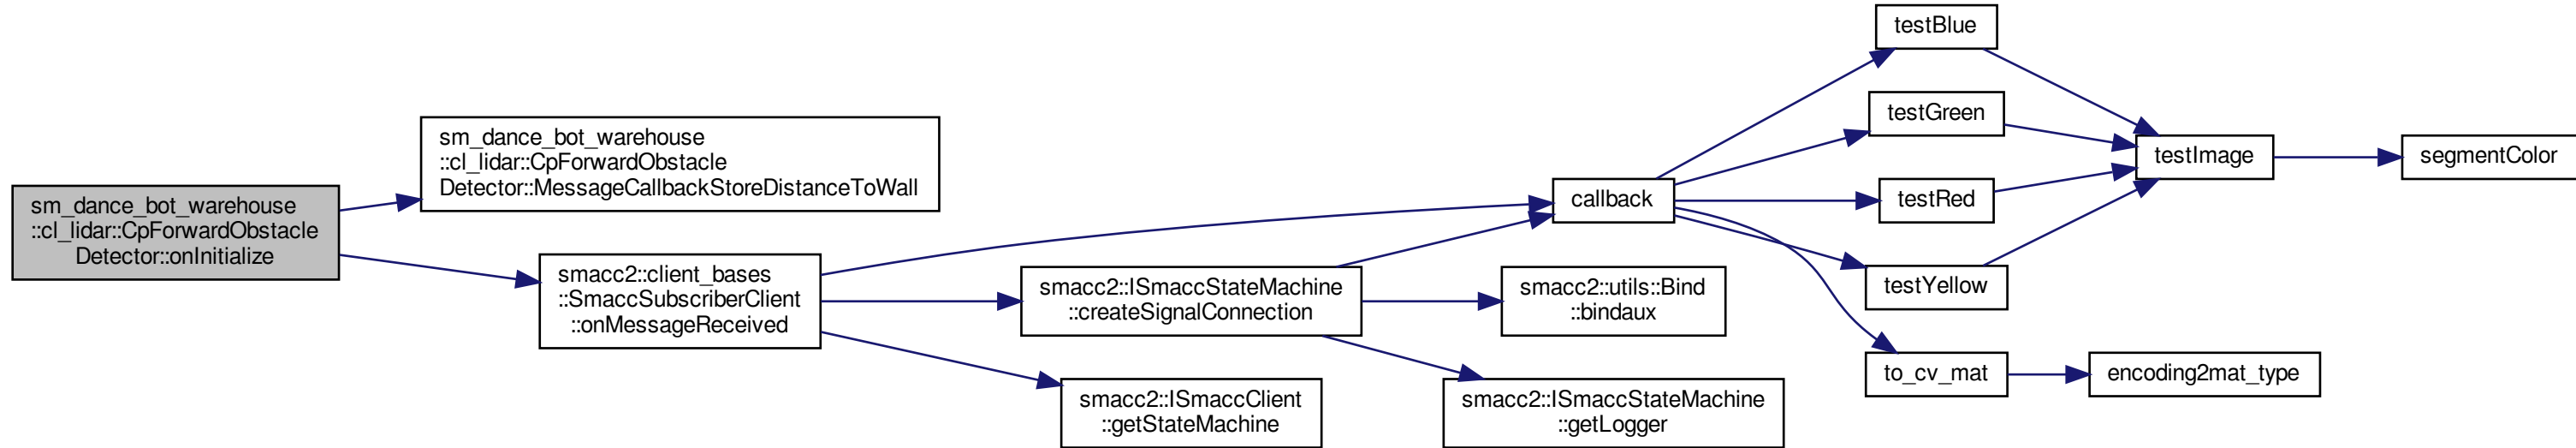 sm_dance_bot_warehouse
::cl_lidar::CpForwardObstacle
Detector::onInitialize
sm_dance_bot_warehouse
::cl_lidar::CpForwardObstacle
Detector::MessageCallbackStoreDistanceToWall
smacc2::client_bases
::SmaccSubscriberClient
::onMessageReceived
smacc2::ISmaccStateMachine
::createSignalConnection
smacc2::ISmaccClient
::getStateMachine
callback
smacc2::utils::Bind
::bindaux
smacc2::ISmaccStateMachine
::getLogger
testBlue
testGreen
testRed
testYellow
to_cv_mat
testImage
encoding2mat_type
segmentColor